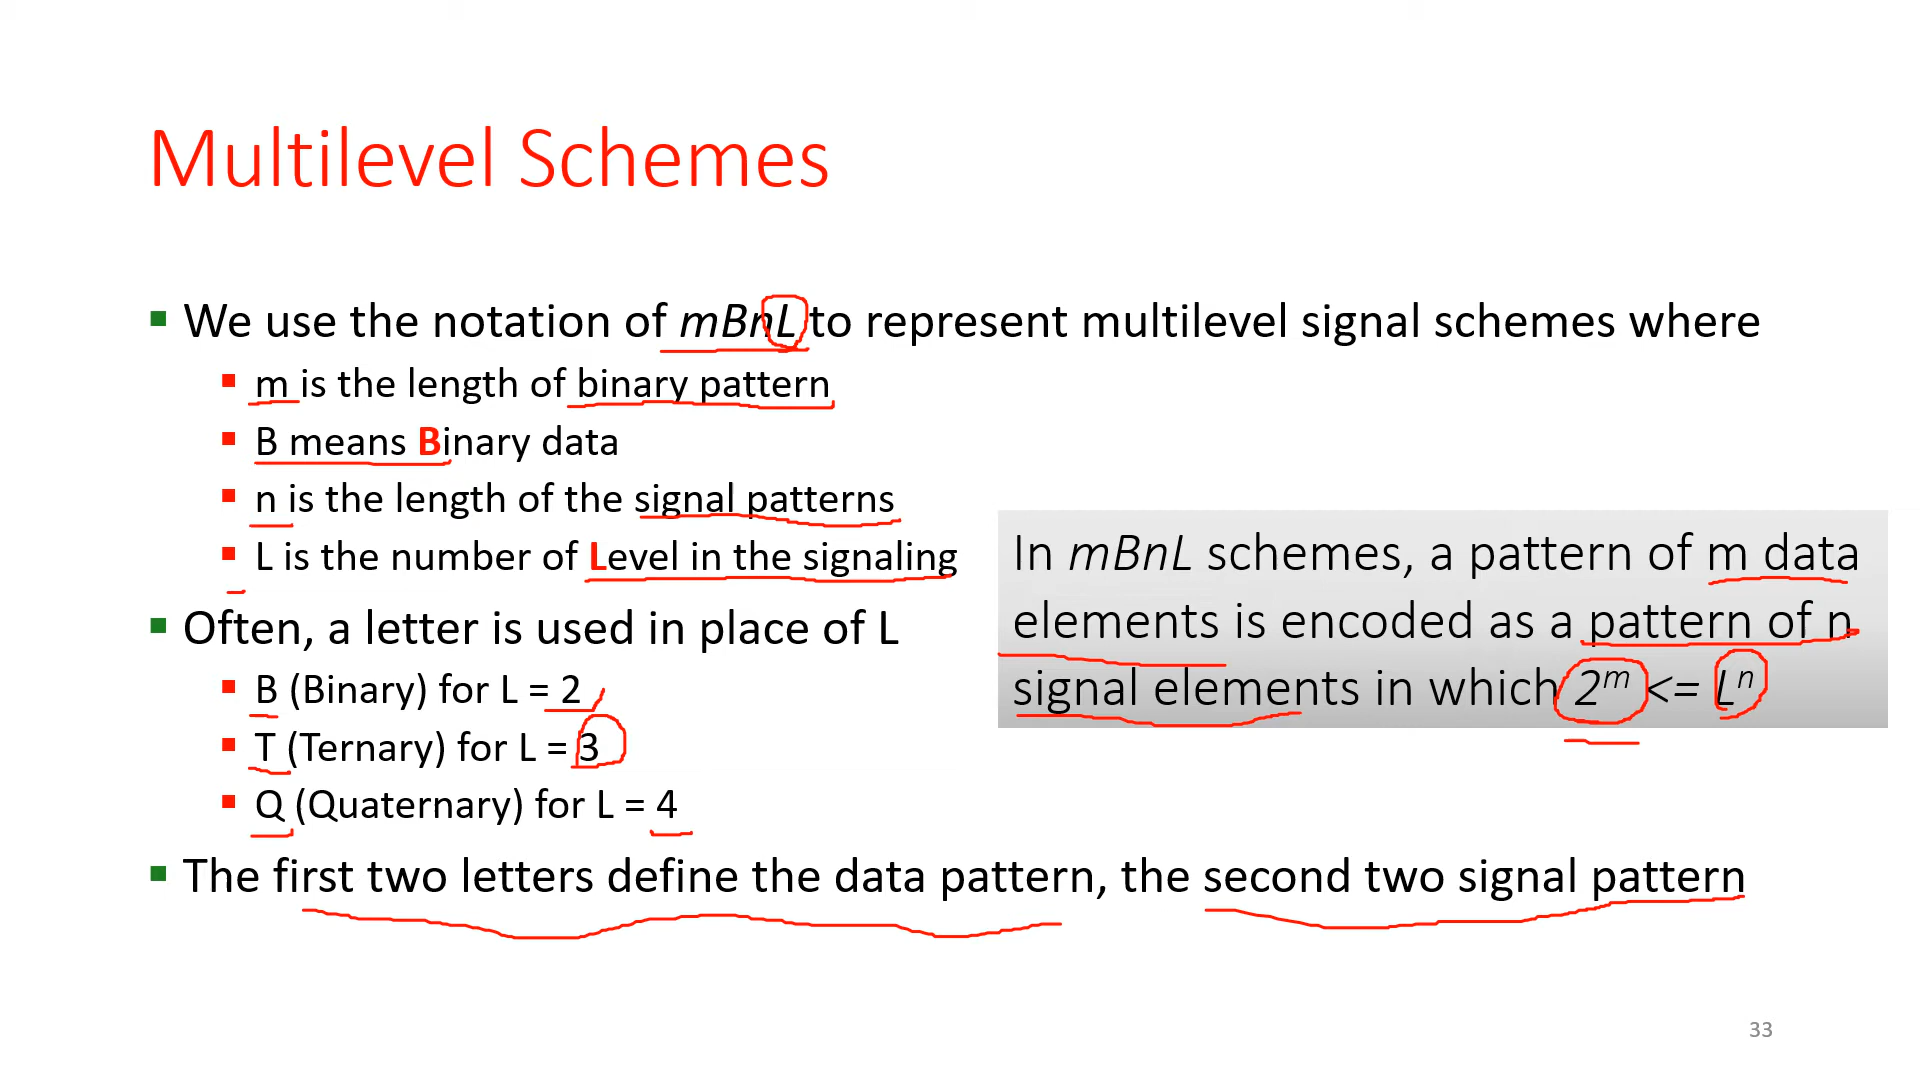 Multilevel Schemes
▪ We use the notation of mBnL to represent multilevel signal schemes where
▪ m is the length of binary pattern
▪ B means Binary data
▪ n is the length of the signal patterns
▪ L is the number of Level in the signaling
▪ Often, a letter is used in place of L
▪ B (Binary) for L = 2
▪ T (Ternary) for L = 3
▪ Q (Quaternary) for L = 4
▪ The first two letters define the data pattern, the second two signal pattern
In mBnL schemes, a pattern of m data
elements is encoded as a pattern of n
signal elements in which 2ᵐ <= Lⁿ
33